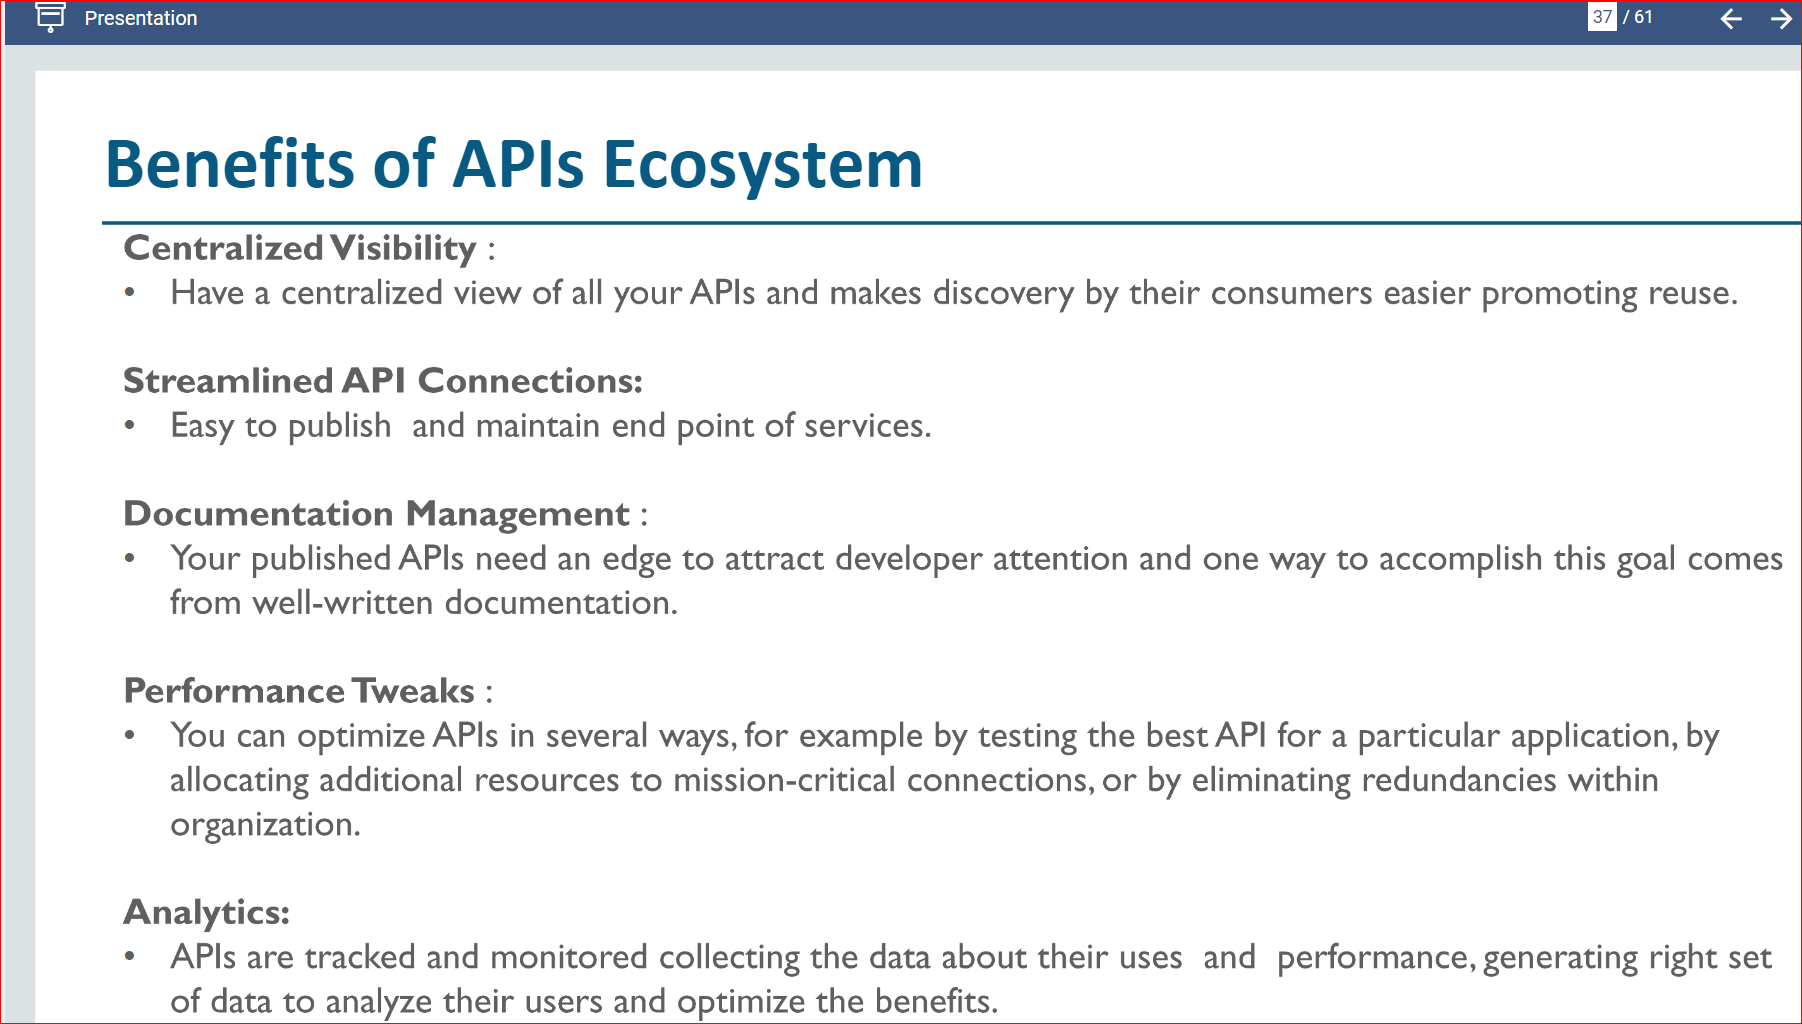 Presentation
37 / 61
Benefits of APIs Ecosystem
Centralized Visibility :
• Have a centralized view of all your APIs and makes discovery by their consumers easier promoting reuse.
Streamlined API Connections:
• Easy to publish  and maintain end point of services.
Documentation Management :
• Your published APIs need an edge to attract developer attention and one way to accomplish this goal comes
from well-written documentation.
Performance Tweaks :
• You can optimize APIs in several ways, for example by testing the best API for a particular application, by
allocating additional resources to mission-critical connections, or by eliminating redundancies within
organization.
Analytics:
• APIs are tracked and monitored collecting the data about their uses  and  performance, generating right set
of data to analyze their users and optimize the benefits.